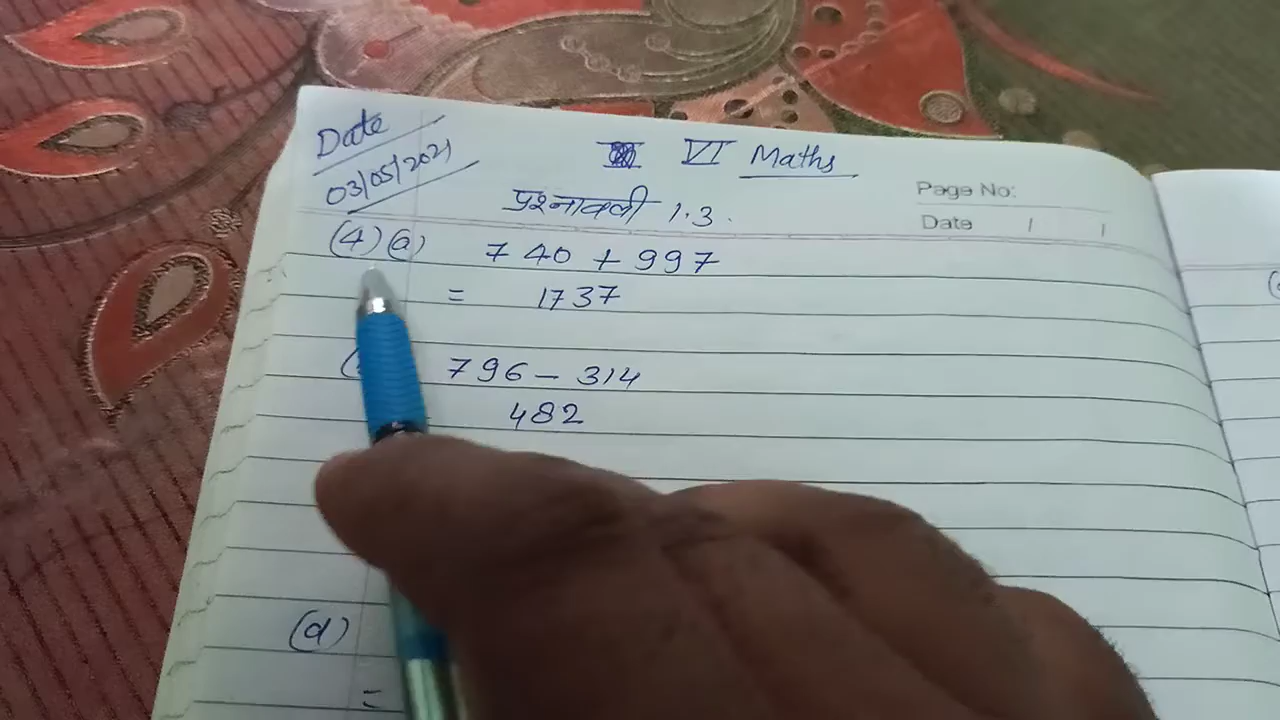 Date
03/05/2021
VI Maths
प्रश्नावली 1.3.
Page No:
Date / /
(4) (a) 740 + 997
= 1737
796 - 314
482
(d)
=